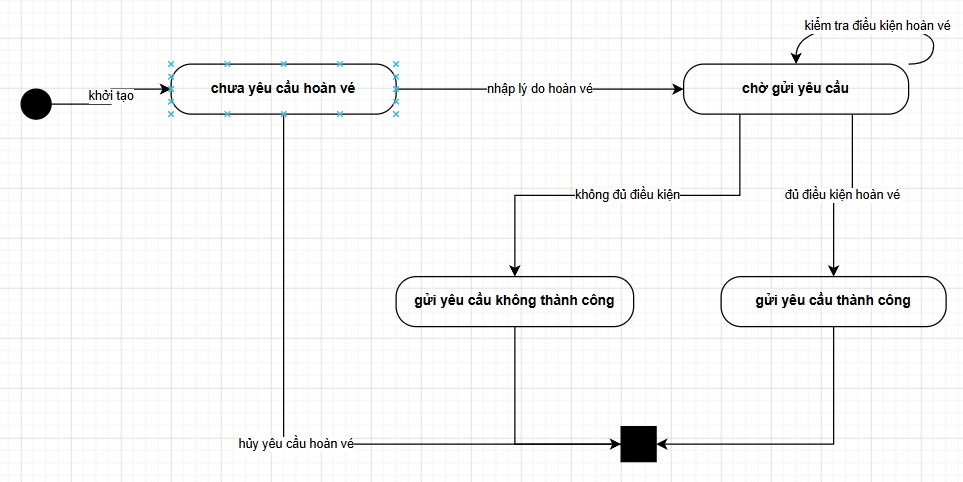 kiểm tra điều kiện hoàn vé
khởi tạo
chưa yêu cầu hoàn vé
nhập lý do hoàn vé
chờ gửi yêu cầu
không đủ điều kiện
đủ điều kiện hoàn vé
gửi yêu cầu không thành công
gửi yêu cầu thành công
hủy yêu cầu hoàn vé